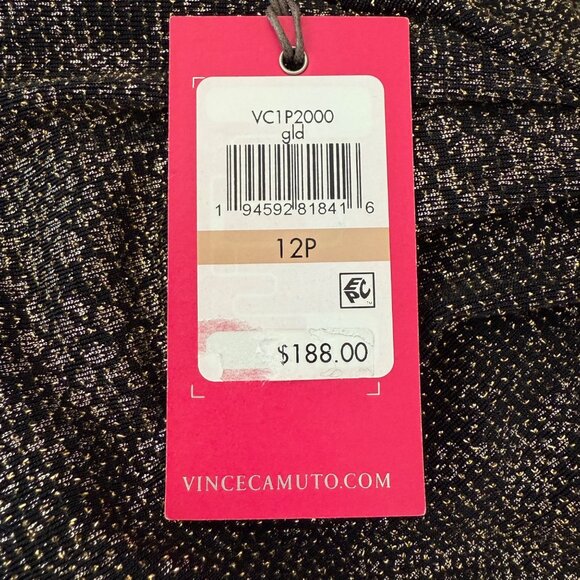 VC1P2000
gld
1 94592 81841 6
12P
EPC
$188.00
VINCECAMUTO.COM